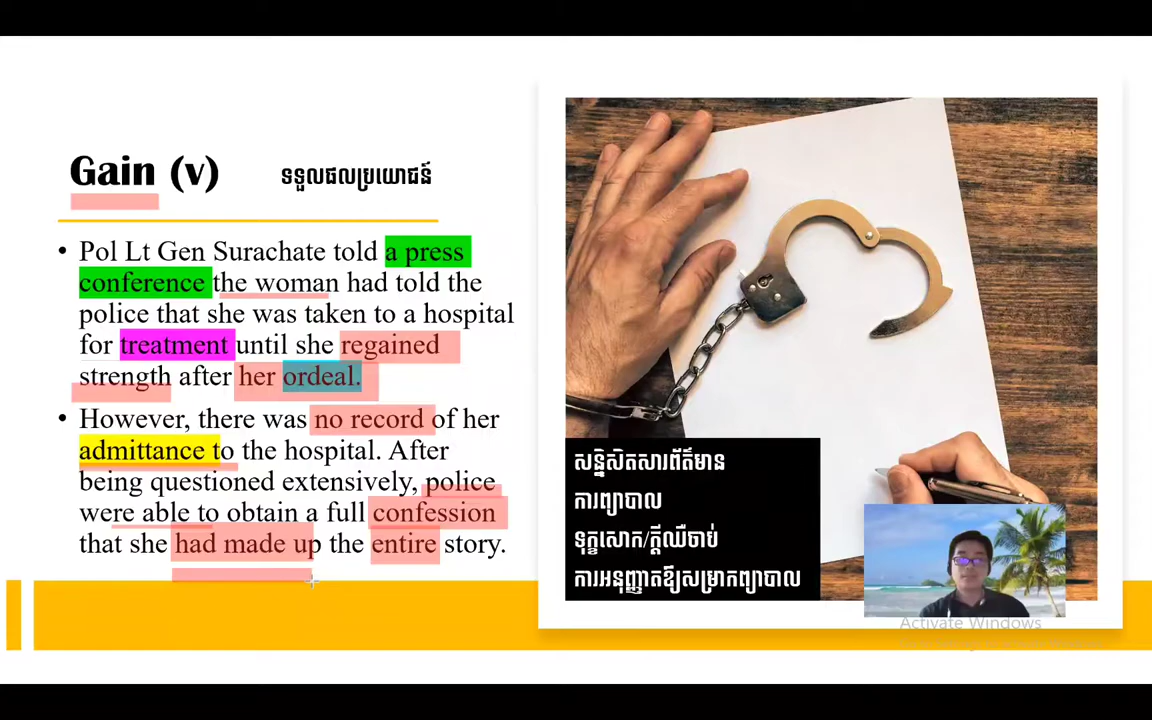 Gain (v)
ទទួលផលប្រយោជន៍
• Pol Lt Gen Surachate told a press
conference the woman had told the
police that she was taken to a hospital
for treatment until she regained
strength after her ordeal.
• However, there was no record of her
admittance to the hospital. After
being questioned extensively, police
were able to obtain a full confession
that she had made up the entire story.
សន្និសិតសារព័ត៌មាន
ការព្យាបាល
ទុក្ខសោក/ក្ដីឈឺចាប់
ការអនុញ្ញាតឱ្យសម្រាកព្យាបាល
Activate Windows